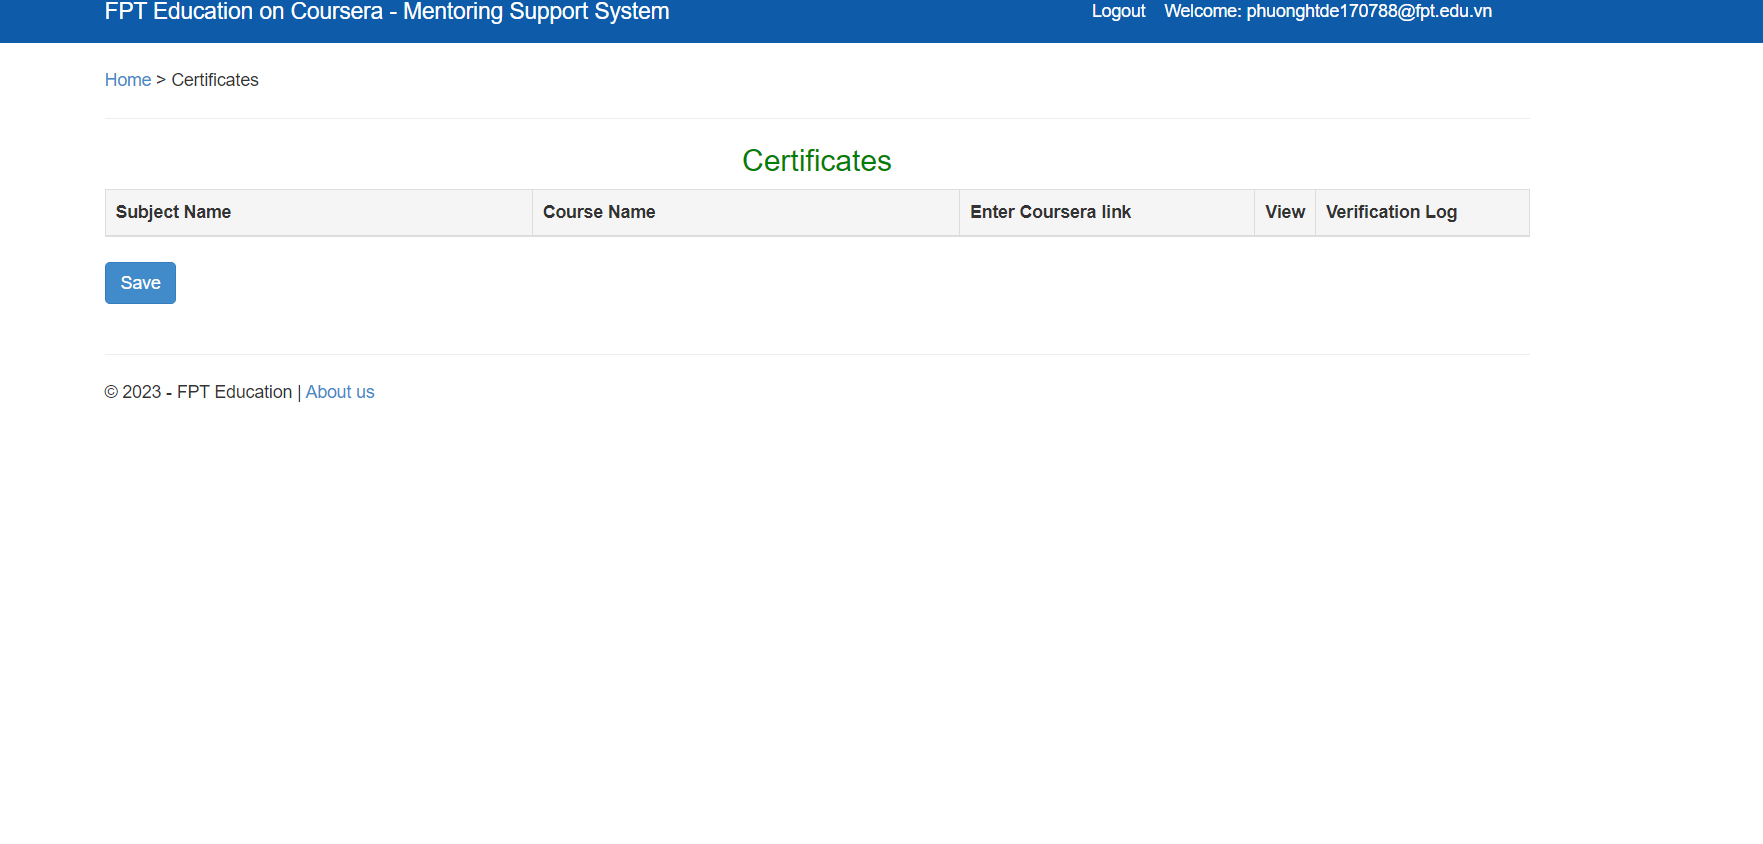 FPT Education on Coursera - Mentoring Support System
Logout Welcome: phuonghtde170788@fpt.edu.vn
Home > Certificates
Certificates
Subject Name Course Name Enter Coursera link View Verification Log
Save
© 2023 - FPT Education | About us